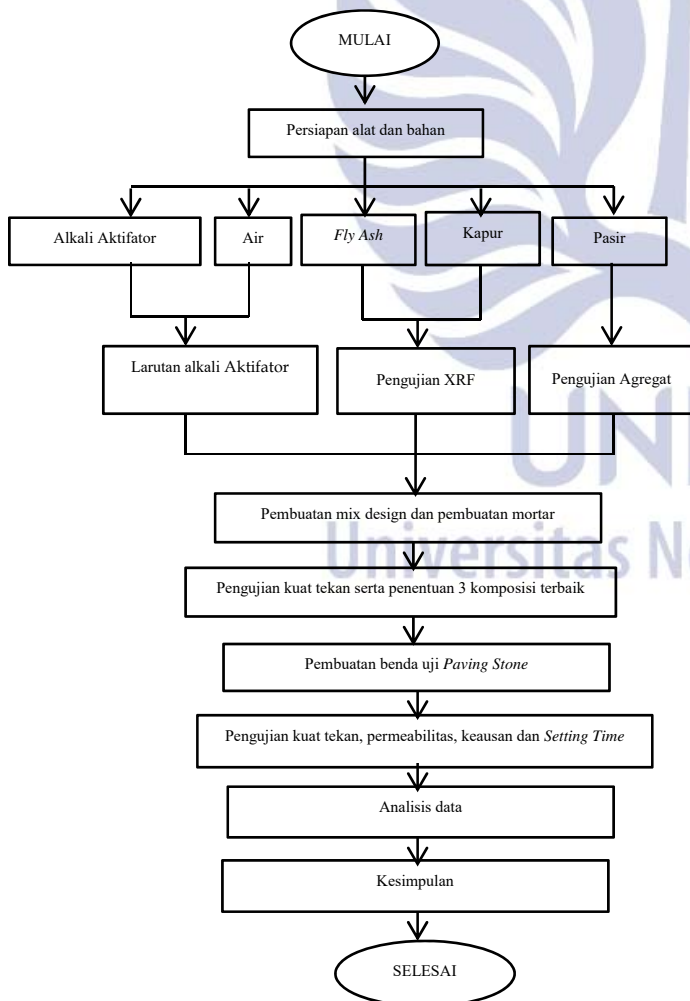 MULAI
Persiapan alat dan bahan
Alkali Aktifator
Air
Fly Ash
Kapur
Pasir
Larutan alkali Aktifator
Pengujian XRF
Pengujian Agregat
UN
Pembuatan mix design dan pembuatan mortar
Universitas Ne
Pengujian kuat tekan serta penentuan 3 komposisi terbaik
Pembuatan benda uji Paving Stone
Pengujian kuat tekan, permeabilitas, keausan dan Setting Time
Analisis data
Kesimpulan
SELESAI